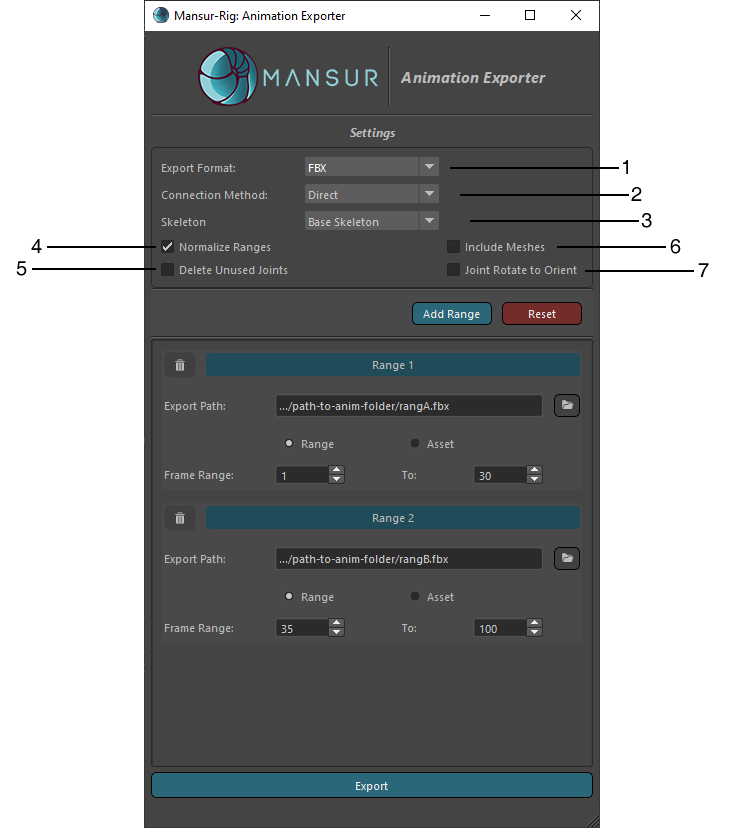 Mansur-Rig: Animation Exporter
MANSUR Animation Exporter
Settings
Export Format: FBX 1
Connection Method: Direct 2
Skeleton Base Skeleton 3
4 Normalize Ranges Include Meshes 6
5 Delete Unused Joints Joint Rotate to Orient 7
Add Range Reset
Range 1
Export Path: .../path-to-anim-folder/rangA.fbx
Range Asset
Frame Range: 1 To: 30
Range 2
Export Path: .../path-to-anim-folder/rangB.fbx
Range Asset
Frame Range: 35 To: 100
Export